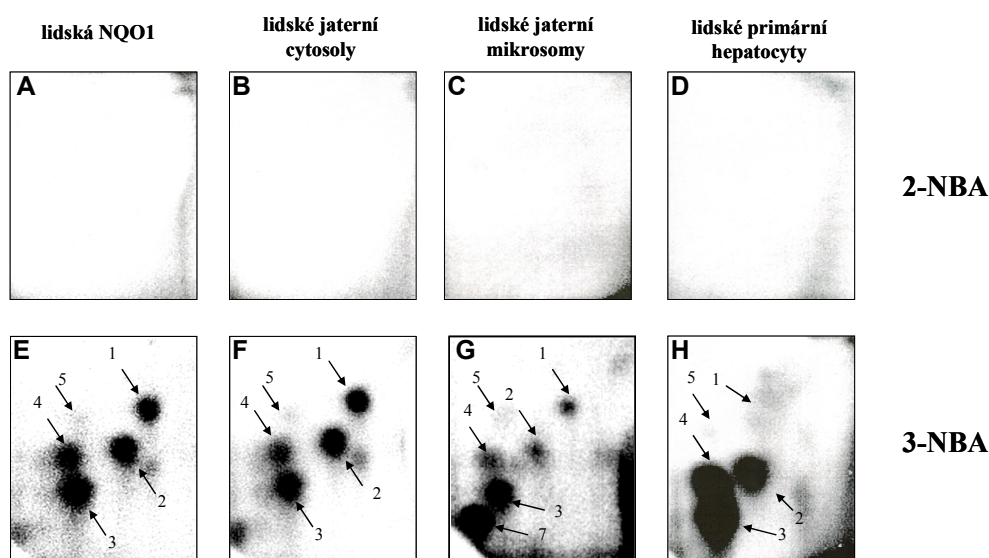 lidská NQO1
lidské jaterní
cytosoly
lidské jaterní
mikrosomy
lidské primární
hepatocyty
A
B
C
D
2-NBA
E
1
5
4
2
3
F
1
5
4
2
3
G
1
5
2
4
3
7
H
5
1
4
2
3
3-NBA